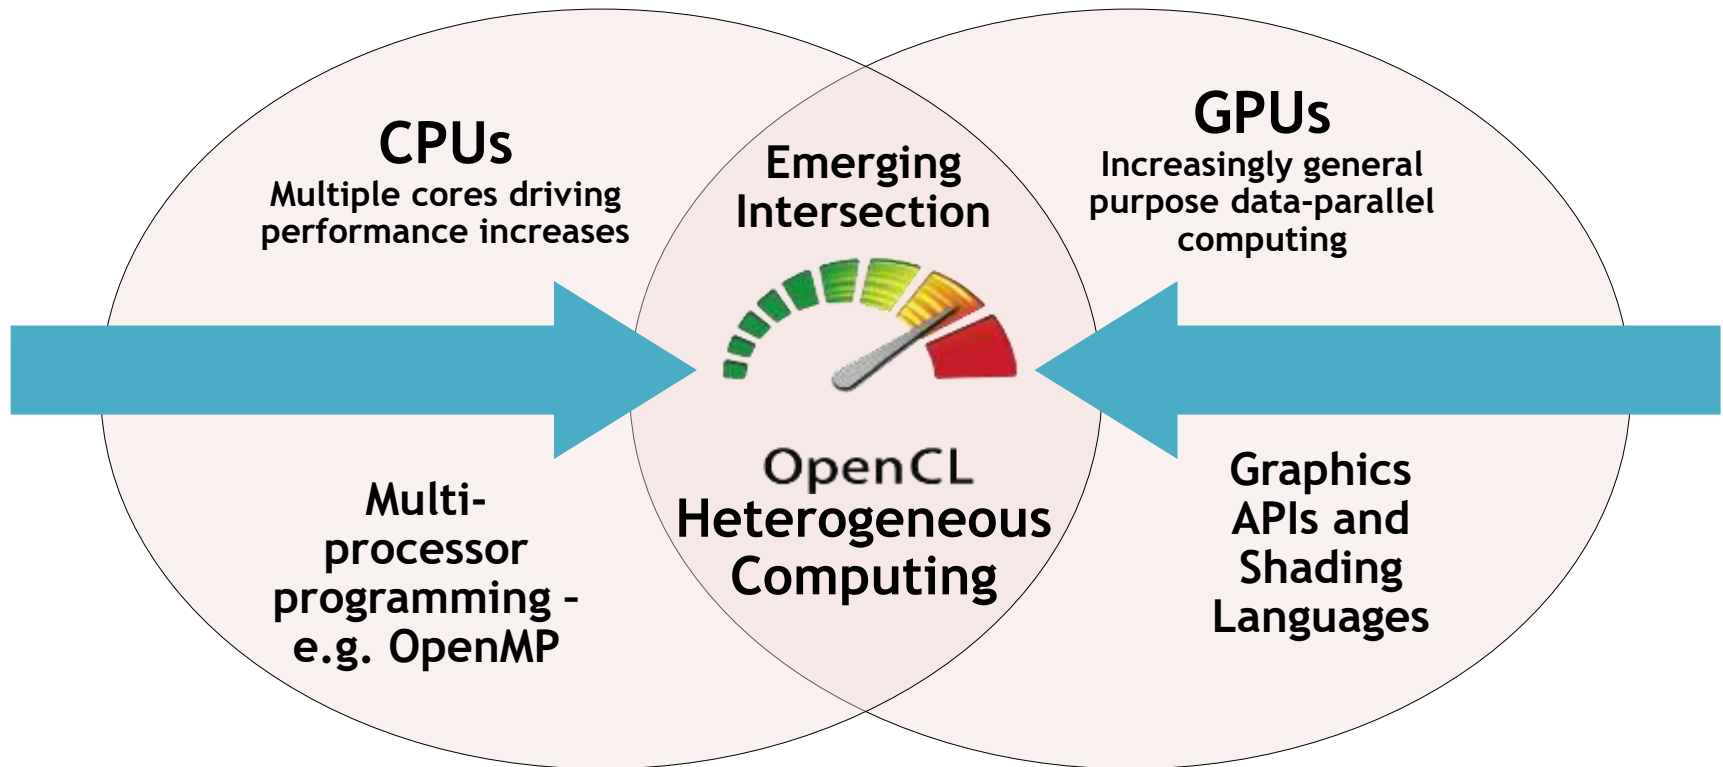 CPUs
Multiple cores driving
performance increases
Multi-
processor
programming –
e.g. OpenMP
Emerging
Intersection
OpenCL
Heterogeneous
Computing
GPUs
Increasingly general
purpose data-parallel
computing
Graphics
APIs and
Shading
Languages